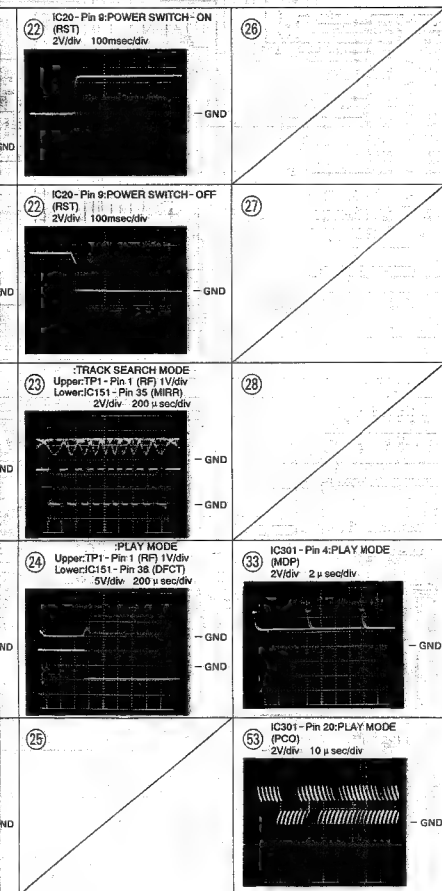 22 IC20-Pin 9:POWER SWITCH-ON
(RST)
2V/div 100msec/div
GND
GND
26
22 IC20-Pin 9:POWER SWITCH-OFF
(RST)
2V/div 100msec/div
GND
27
23 :TRACK SEARCH MODE
Upper:TP1-Pin 1 (RF) 1V/div
Lower:IC151-Pin 35 (MIRR)
2V/div 200 μ sec/div
GND
GND
28
24 :PLAY MODE
Upper:TP1-Pin 1 (RF) 1V/div
Lower:IC151-Pin 36 (DFCT)
5V/div 200 μ sec/div
GND
GND
33 IC301-Pin 4:PLAY MODE
(MDP)
2V/div 2 μ sec/div
GND
25
53 IC301-Pin 20:PLAY MODE
(PCO)
2V/div 10 μ sec/div
GND